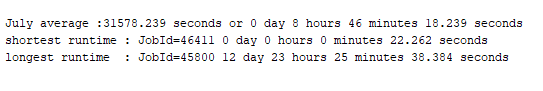 July average :31578.239 seconds or 0 day 8 hours 46 minutes 18.239 seconds
shortest runtime : JobId=46411 0 day 0 hours 0 minutes 22.262 seconds
longest runtime  : JobId=45800 12 day 23 hours 25 minutes 38.384 seconds